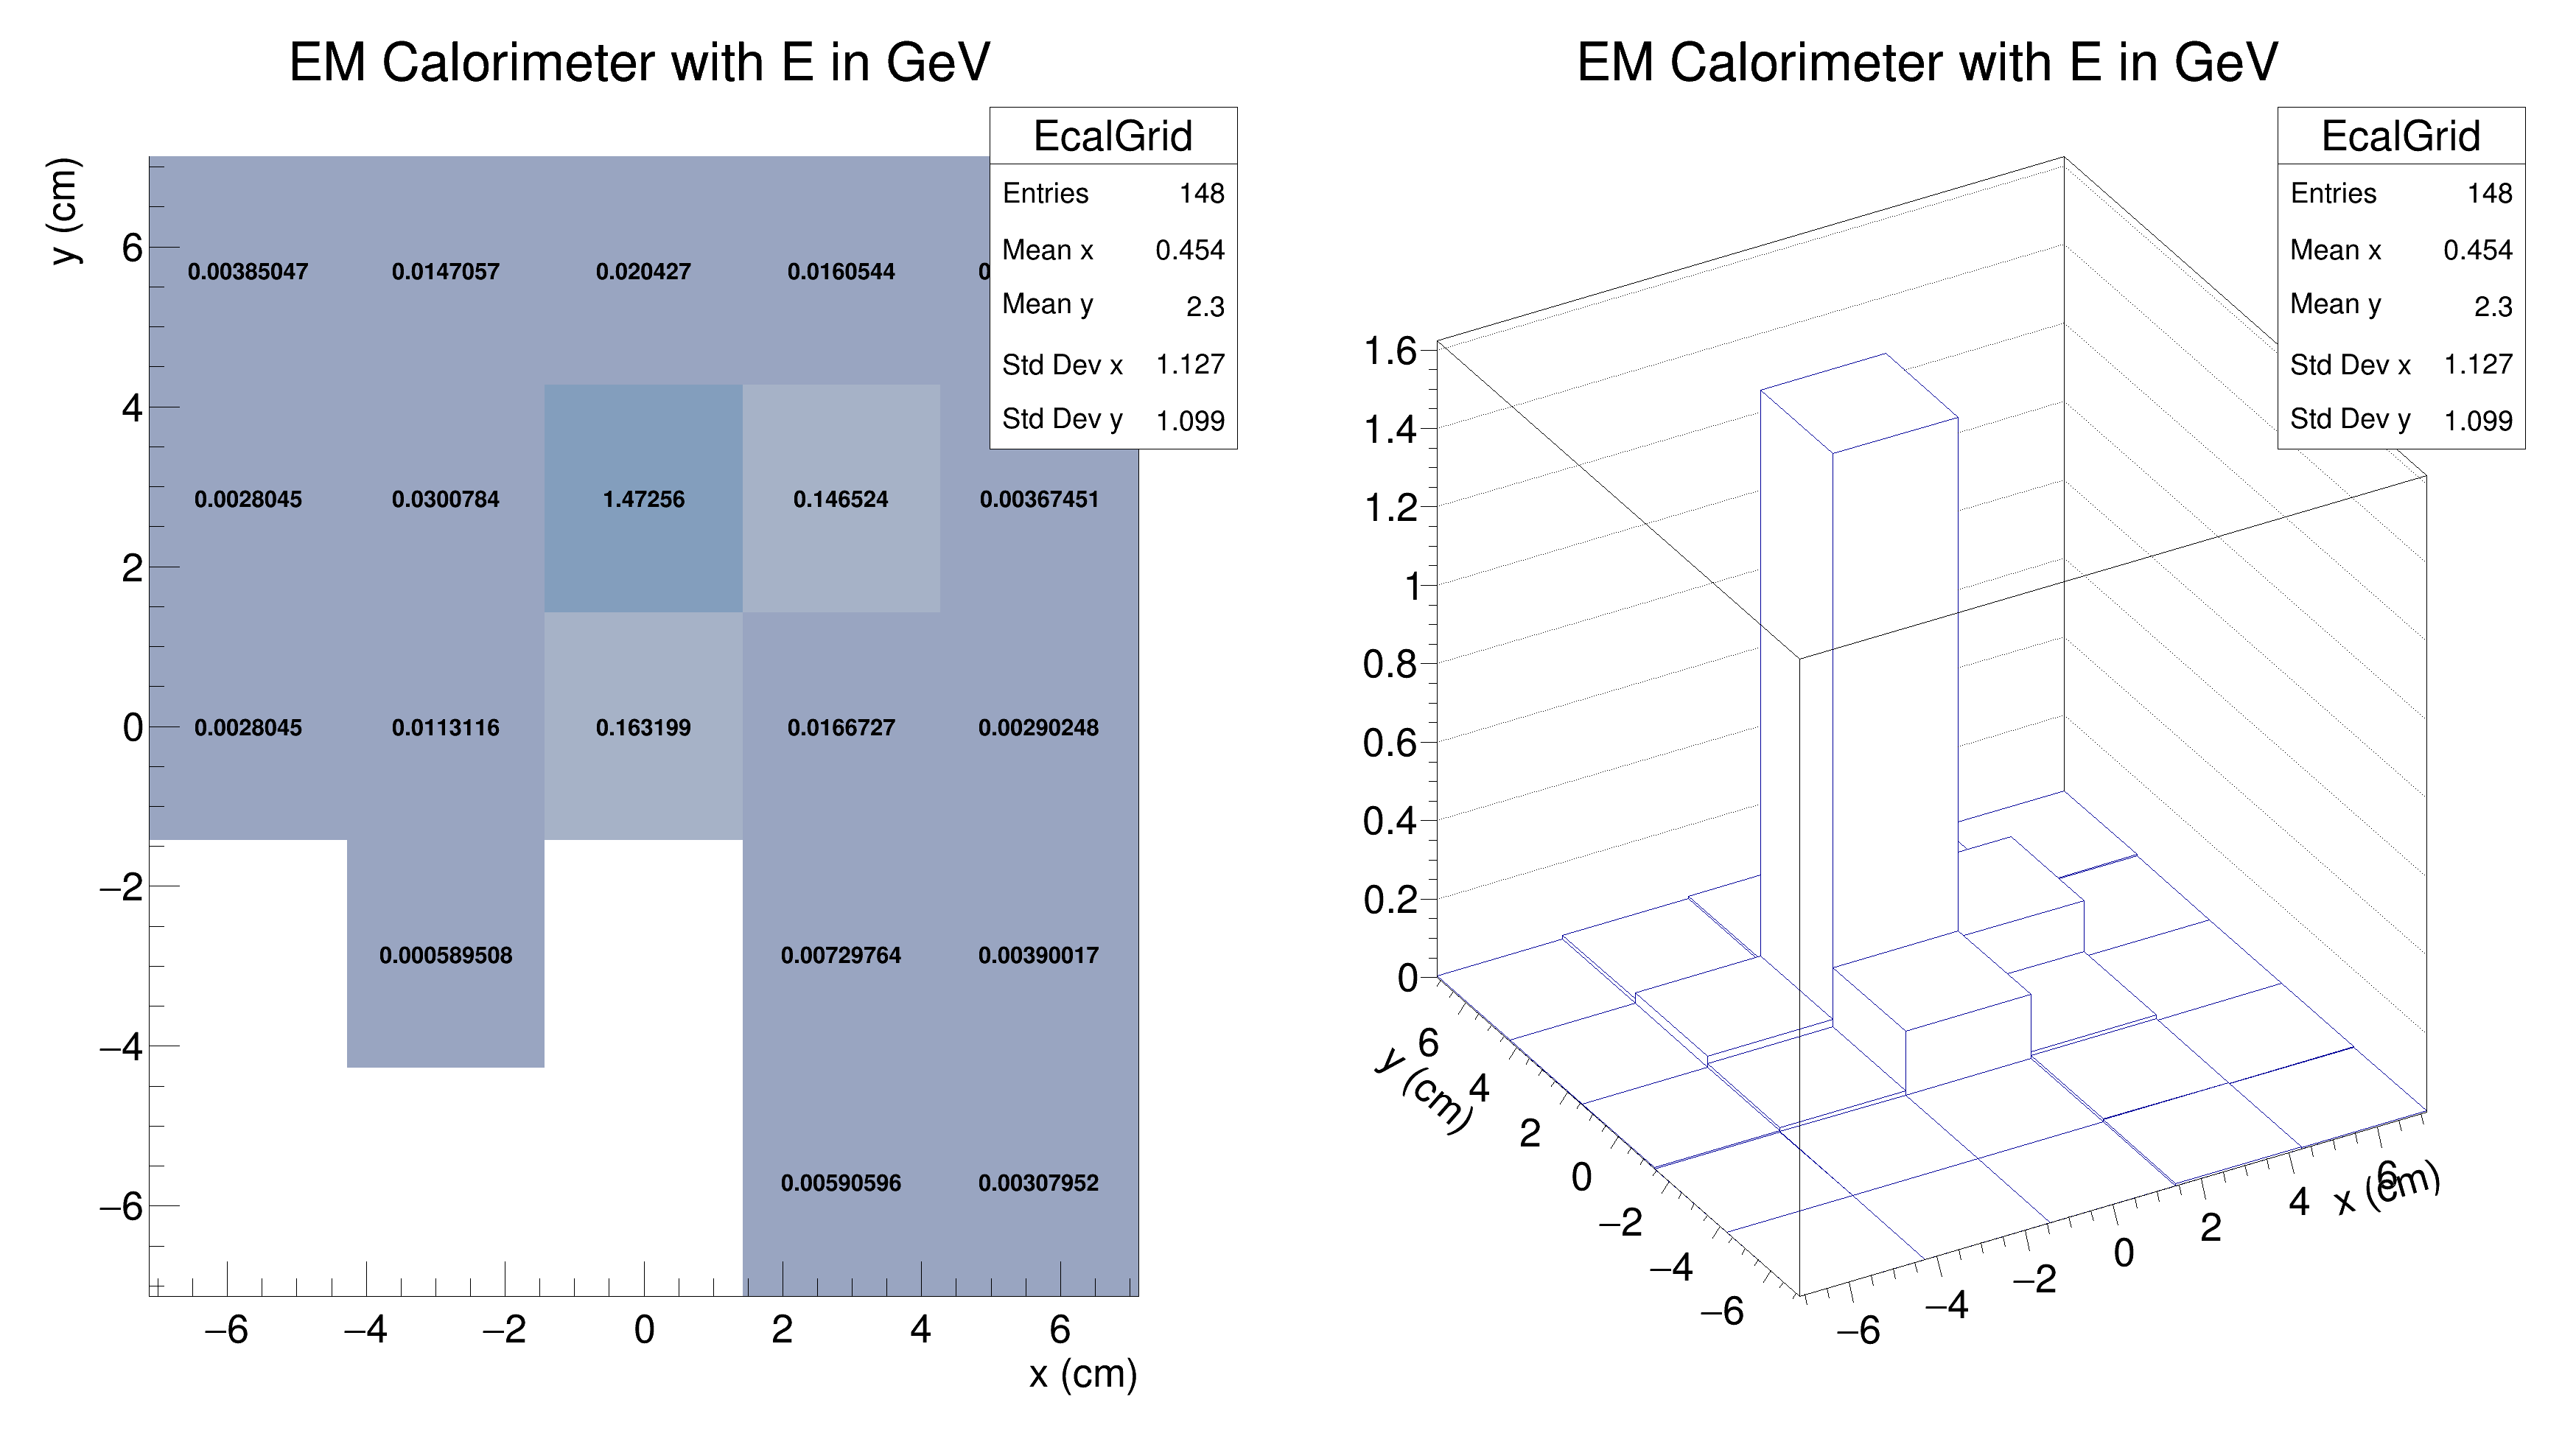 EM Calorimeter with E in GeV
EcalGrid
Entries 148
Mean x 0.454
Mean y 2.3
Std Dev x 1.127
Std Dev y 1.099
y (cm)
6
4
2
0
−2
−4
−6
0.00385047 0.0147057 0.020427 0.0160544
0.0028045 0.0300784 1.47256 0.146524 0.00367451
0.0028045 0.0113116 0.163199 0.0166727 0.00290248
0.000589508 0.00729764 0.00390017
0.00590596 0.00307952
−6 −4 −2 0 2 4 6
x (cm)
EM Calorimeter with E in GeV
EcalGrid
Entries 148
Mean x 0.454
Mean y 2.3
Std Dev x 1.127
Std Dev y 1.099
1.6
1.4
1.2
1
0.8
0.6
0.4
0.2
0
y (cm)
6
4
2
0
−2
−4
−6
−6 −4 −2 0 2 4 6
x (cm)